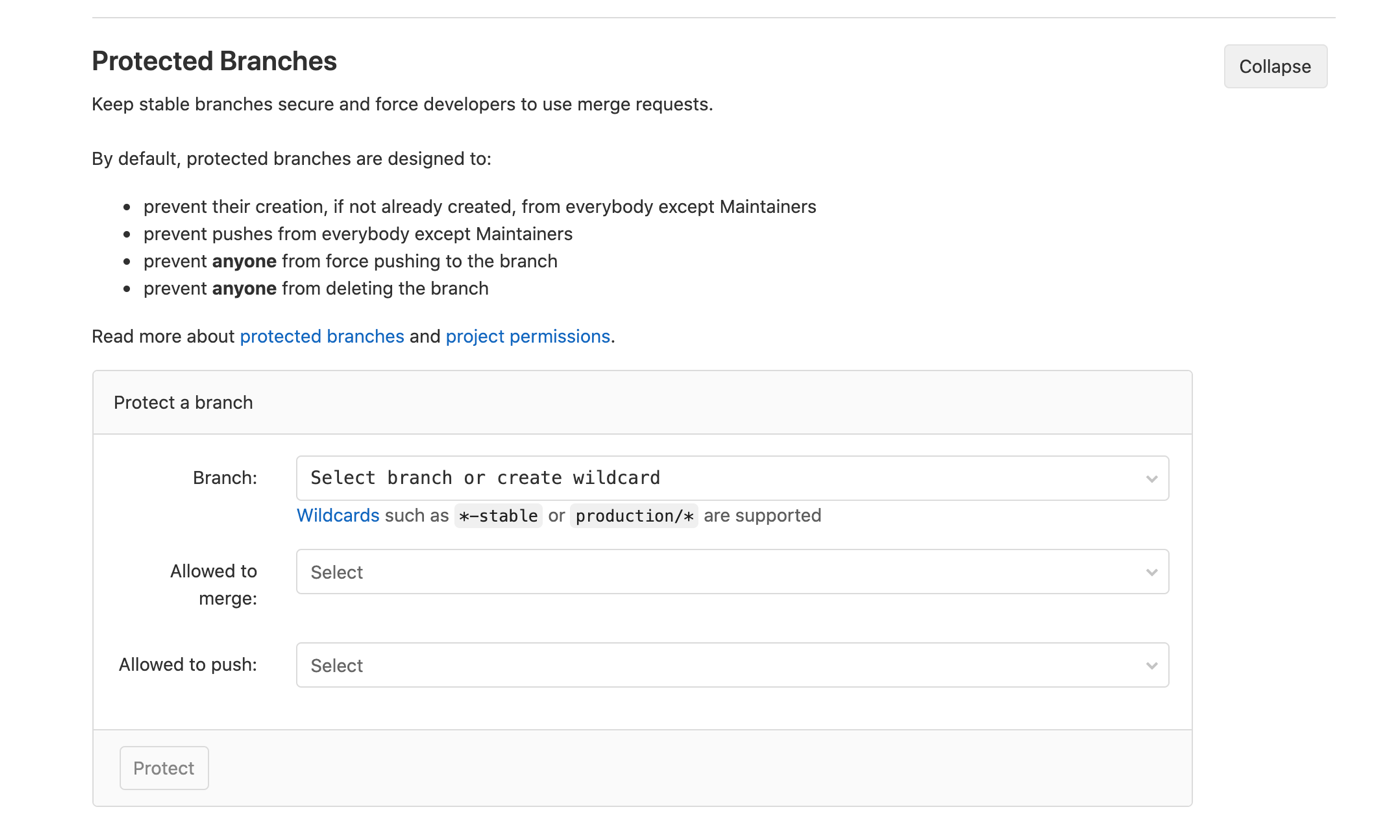 Protected Branches
Collapse
Keep stable branches secure and force developers to use merge requests.
By default, protected branches are designed to:
prevent their creation, if not already created, from everybody except Maintainers
prevent pushes from everybody except Maintainers
prevent anyone from force pushing to the branch
prevent anyone from deleting the branch
Read more about protected branches and project permissions.
Protect a branch
Branch:
Select branch or create wildcard
Wildcards such as *-stable or production/* are supported
Allowed to
merge:
Select
Allowed to push:
Select
Protect